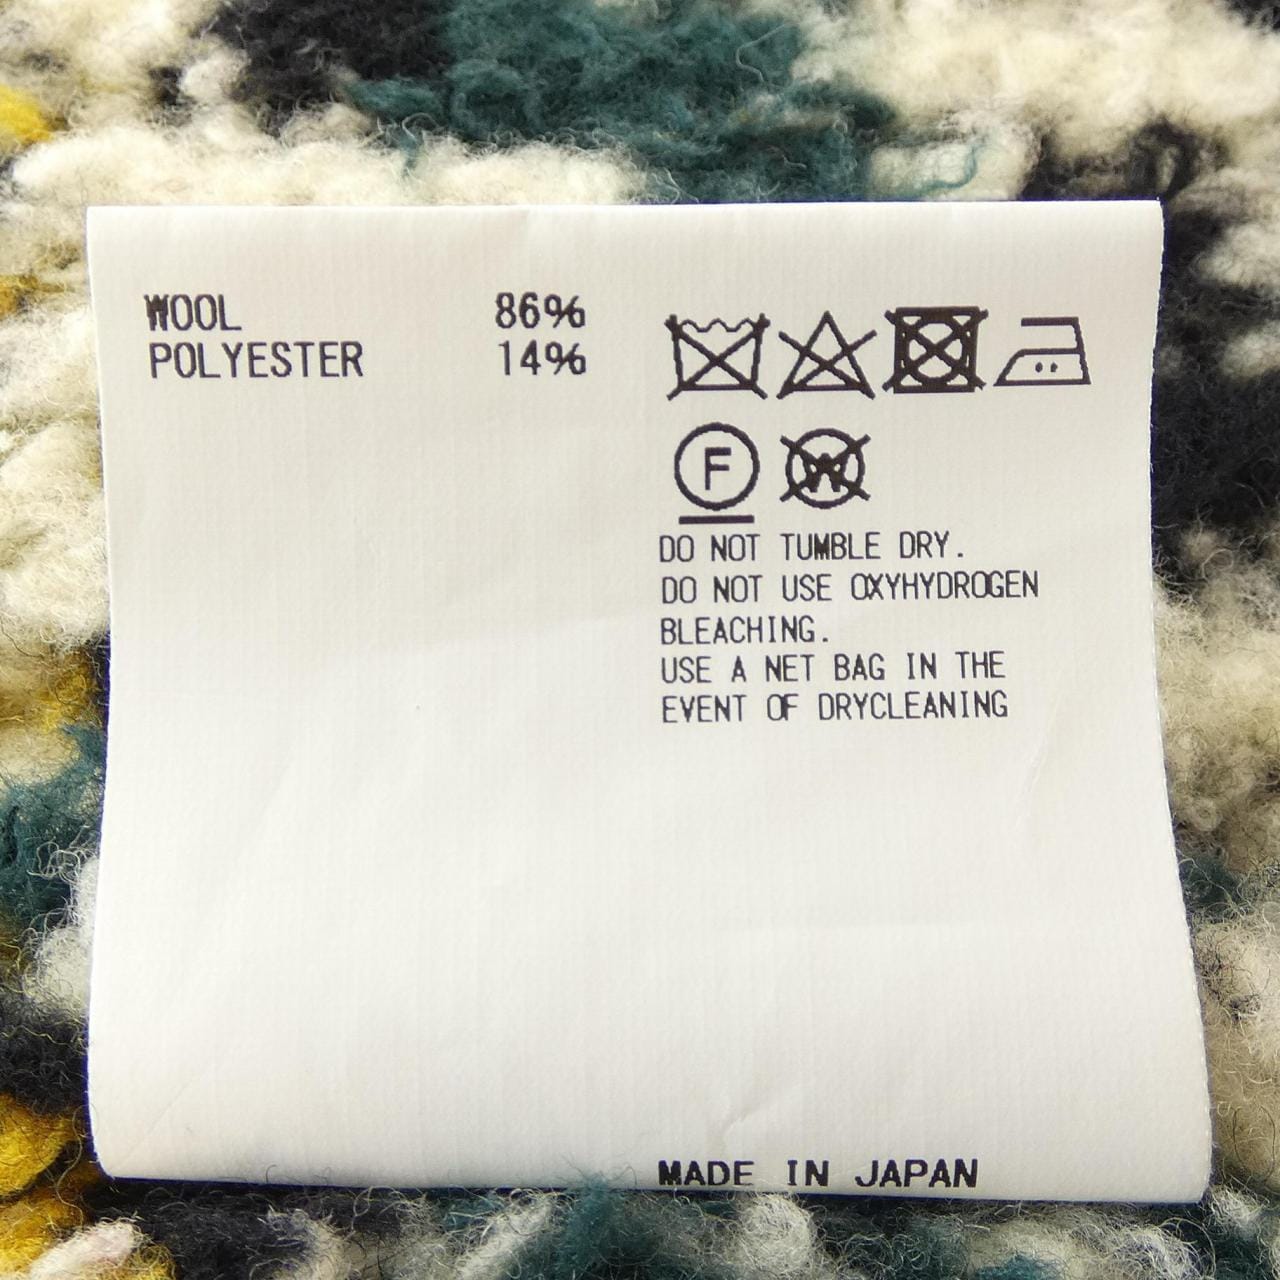 WOOL 86%
POLYESTER 14%
F W
DO NOT TUMBLE DRY.
DO NOT USE OXYHYDROGEN
BLEACHING.
USE A NET BAG IN THE
EVENT OF DRYCLEANING
MADE IN JAPAN